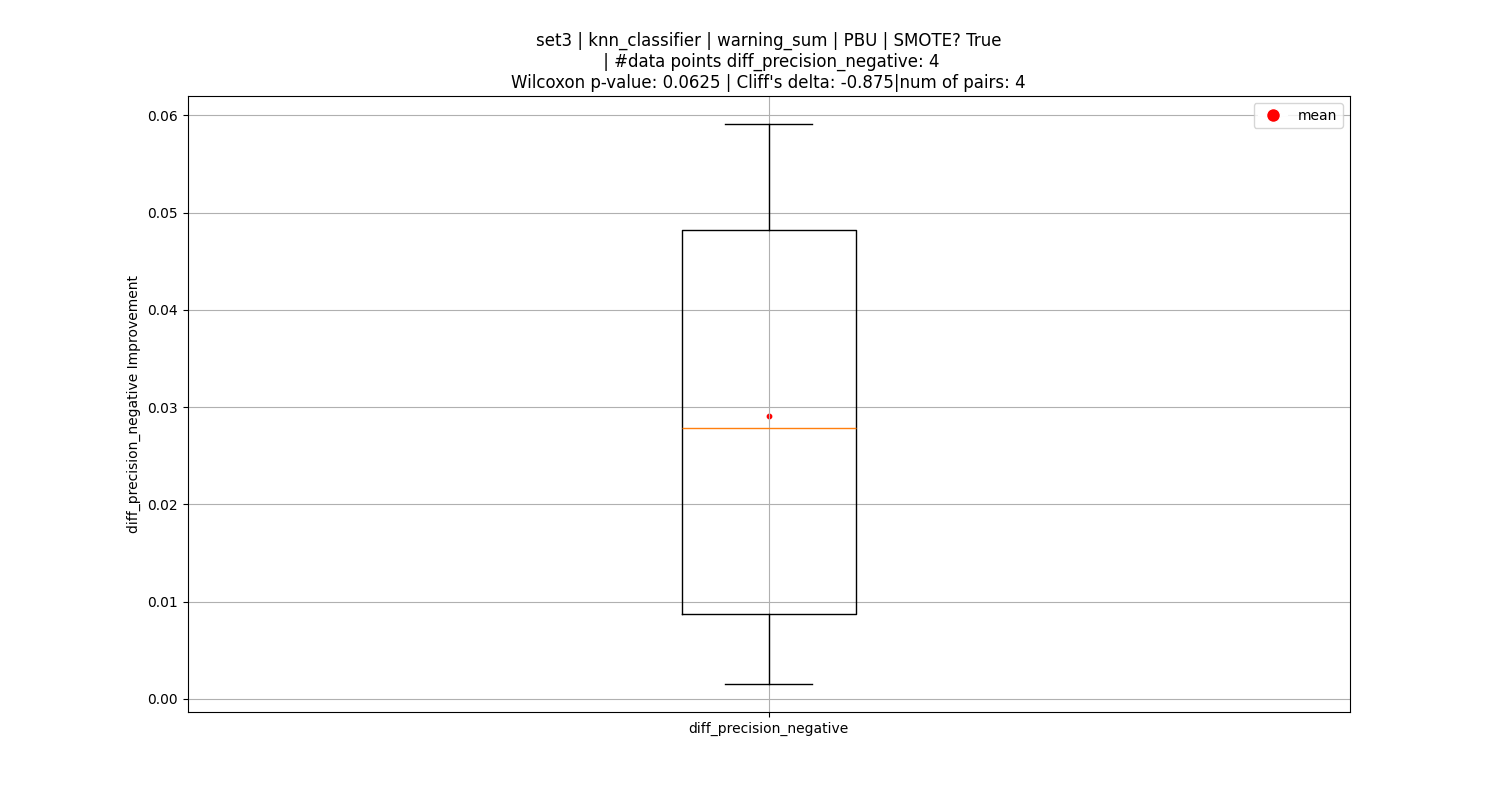 set3 | knn_classifier | warning_sum | PBU | SMOTE? True
| #data points diff_precision_negative: 4
Wilcoxon p-value: 0.0625 | Cliff's delta: -0.875|num of pairs: 4
mean
0.06
0.05
0.04
0.03
0.02
0.01
0.00
diff_precision_negative Improvement
diff_precision_negative